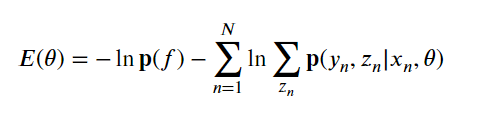 E(θ) = − ln p(f) − ∑_{n=1}^{N} ln ∑_{z_n} p(y_n, z_n|x_n, θ)